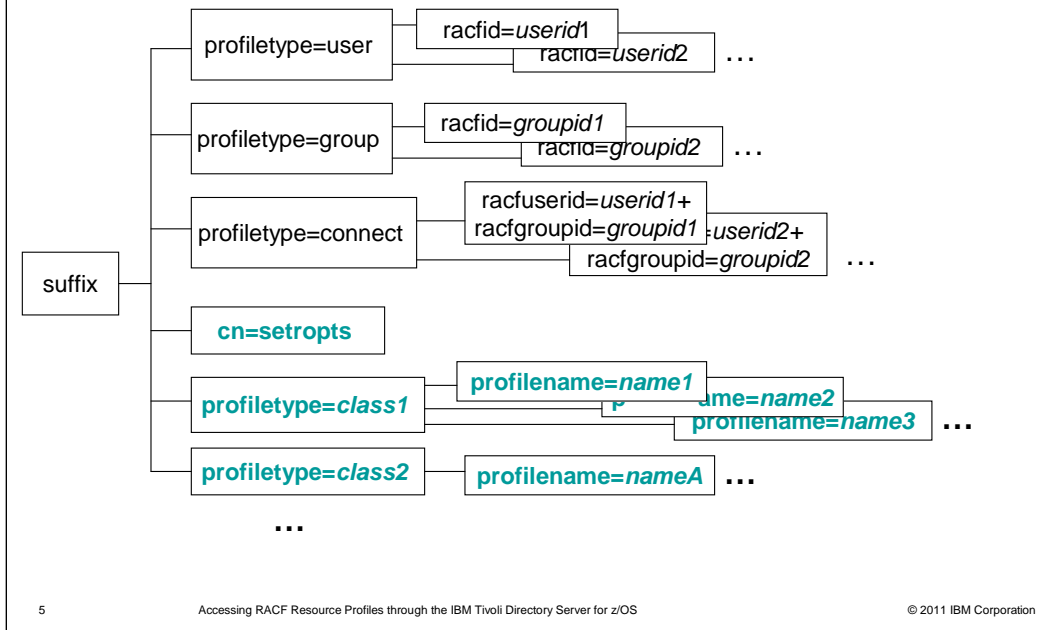 profiletype=user
racfid=userid1
racfid=userid2
...
profiletype=group
racfid=groupid1
racfid=groupid2
...
profiletype=connect
racfuserid=userid1+
racfgroupid=groupid1
=userid2+
racfgroupid=groupid2
...
suffix
cn=setropts
profiletype=class1
profilename=name1
ame=name2
profilename=name3
...
profiletype=class2
profilename=nameA
...
...
5
Accessing RACF Resource Profiles through the IBM Tivoli Directory Server for z/OS
© 2011 IBM Corporation